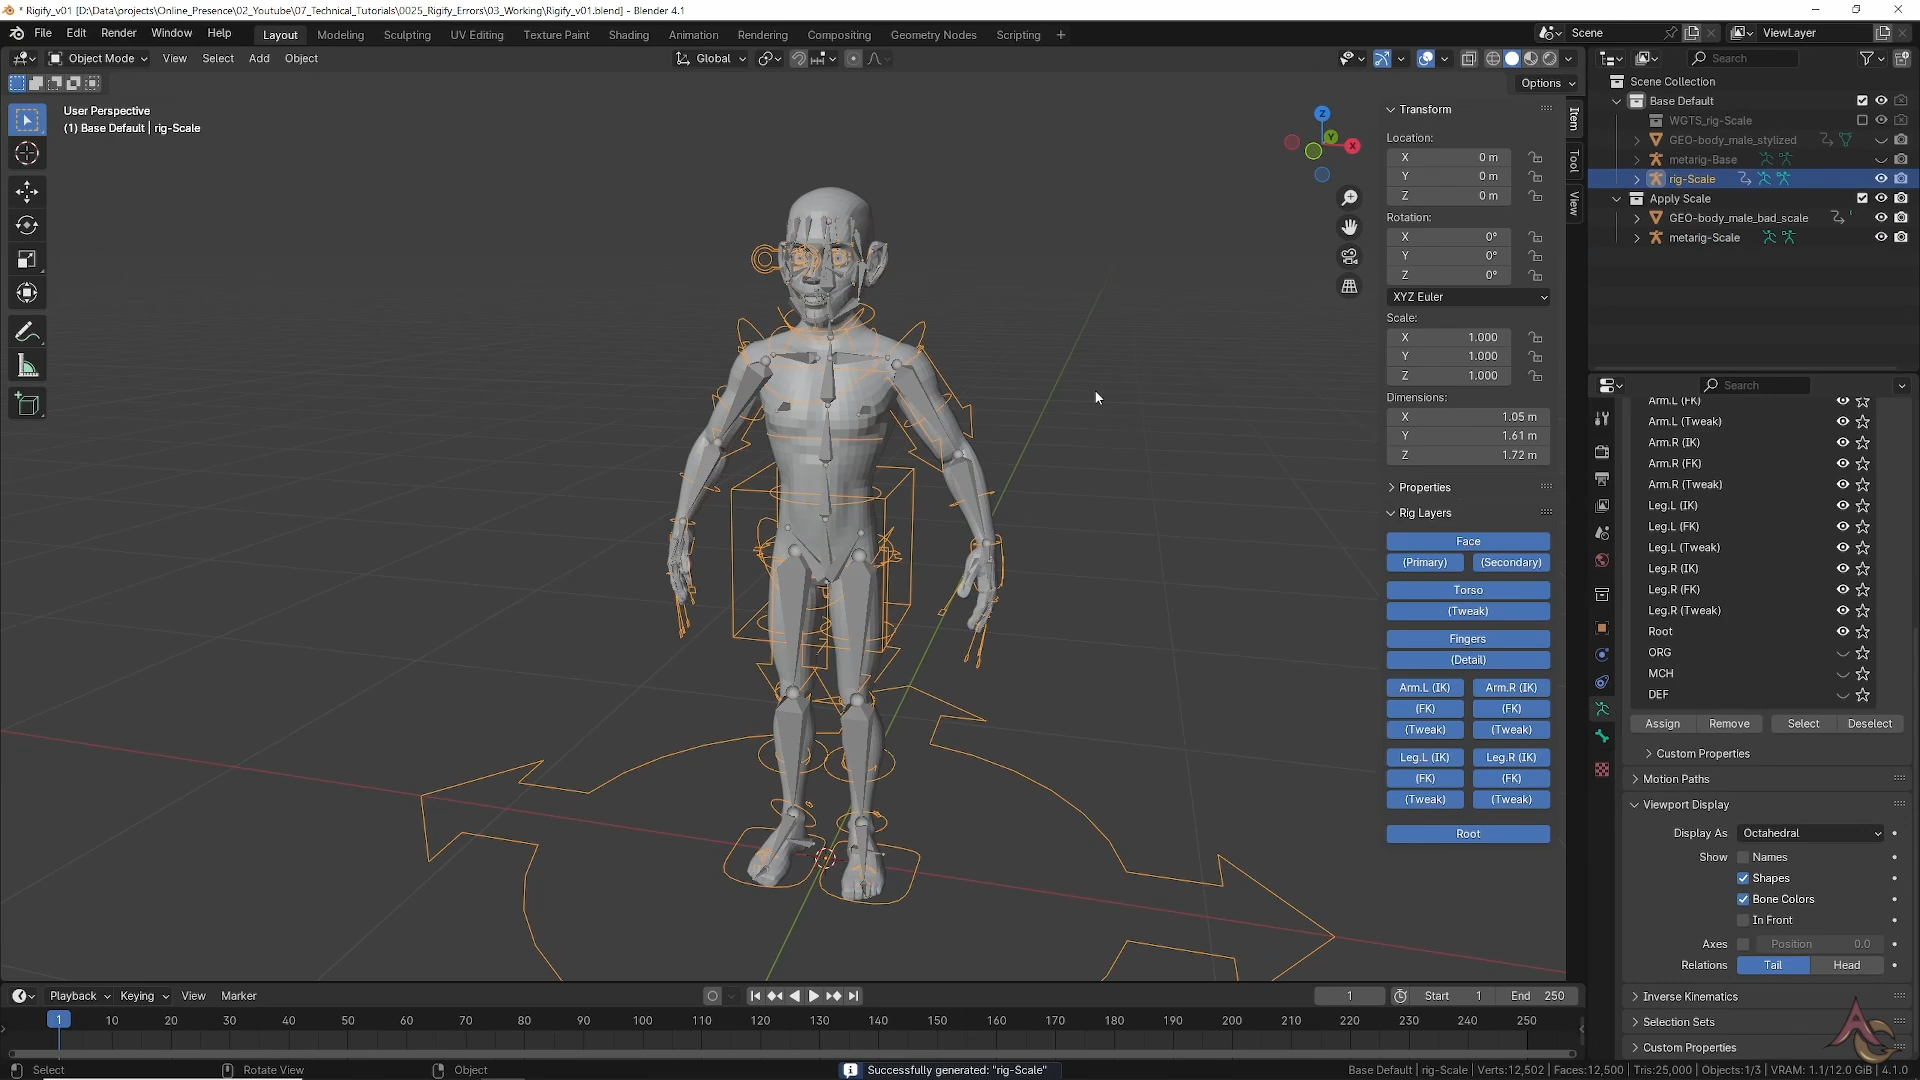 * Rigify_v01 [D:\Data\projects\Online_Presence\02_Youtube\07_Technical_Tutorials\0025_Rigify_Errors\03_Working\Rigify_v01.blend] - Blender 4.1
File Edit Render Window Help Layout Modeling Sculpting UV Editing Texture Paint Shading Animation Rendering Compositing Geometry Nodes Scripting + Scene ViewLayer
Object Mode View Select Add Object Global Search
Options
User Perspective
(1) Base Default | rig-Scale
Z
Y
X
Transform
Location:
X 0 m
Y 0 m
Z 0 m
Rotation:
X 0°
Y 0°
Z 0°
XYZ Euler
Scale:
X 1.000
Y 1.000
Z 1.000
Dimensions:
X 1.05 m
Y 1.61 m
Z 1.72 m
Properties
Rig Layers
Face
(Primary) (Secondary)
Torso
(Tweak)
Fingers
(Detail)
Arm.L (IK) Arm.R (IK)
(FK) (FK)
(Tweak) (Tweak)
Leg.L (IK) Leg.R (IK)
(FK) (FK)
(Tweak) (Tweak)
Root
Item
Tool
View
Scene Collection
Base Default
WGTS_rig-Scale
GEO-body_male_stylized
metarig-Base
rig-Scale
Apply Scale
GEO-body_male_bad_scale
metarig-Scale
Search
Arm.L (FK)
Arm.L (Tweak)
Arm.R (IK)
Arm.R (FK)
Arm.R (Tweak)
Leg.L (IK)
Leg.L (FK)
Leg.L (Tweak)
Leg.R (IK)
Leg.R (FK)
Leg.R (Tweak)
Root
ORG
MCH
DEF
Assign Remove Select Deselect
Custom Properties
Motion Paths
Viewport Display
Display As Octahedral
Show Names
Shapes
Bone Colors
In Front
Axes Position 0.0
Relations Tail Head
Inverse Kinematics
Selection Sets
Custom Properties
Playback Keying View Marker 1 Start 1 End 250
1 10 20 30 40 50 60 70 80 90 100 110 120 130 140 150 160 170 180 190 200 210 220 230 240 250
Select Rotate View Object Successfully generated: "rig-Scale" Base Default | rig-Scale | Verts:12,502 | Faces:12,500 | Tris:25,000 | Objects:1/3 | VRAM: 1.1/12.0 GiB | 4.1.0